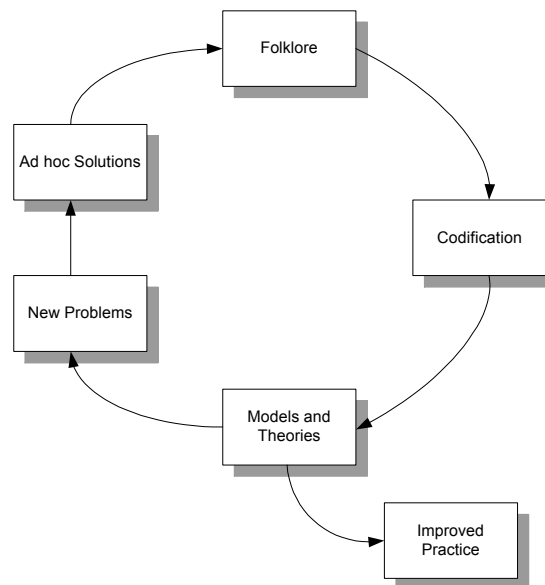 Folklore
Ad hoc Solutions
Codification
New Problems
Models and
Theories
Improved
Practice